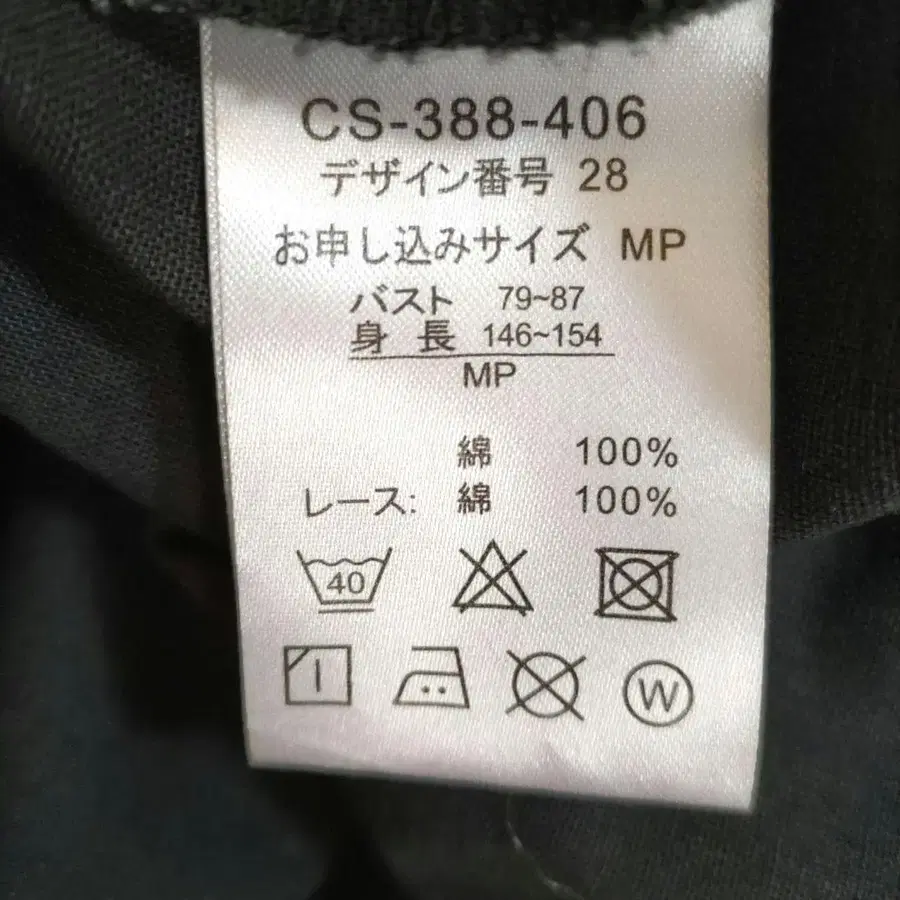 CS-388-406
デザイン番号 28
お申し込みサイズ MP
バスト 79~87
身 長 146~154
MP
綿 100%
レース: 綿 100%
40
W